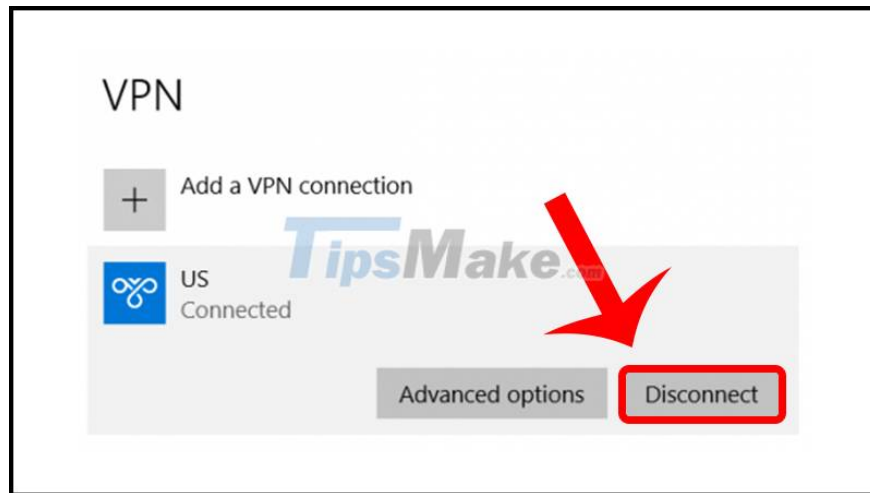 VPN
Add a VPN connection
TipsMake.com
US
Connected
Advanced options
Disconnect